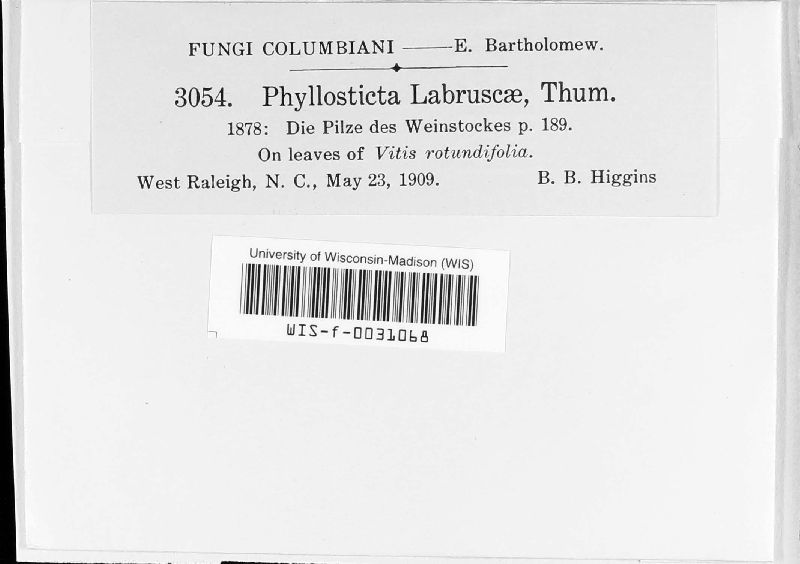 FUNGI COLUMBIANI ——E. Bartholomew.
3054. Phyllosticta Labruscæ, Thum.
1878: Die Pilze des Weinstockes p. 189.
On leaves of Vitis rotundifolia.
West Raleigh, N. C., May 23, 1909. B. B. Higgins
University of Wisconsin-Madison (WIS)
WIS-f-0031068